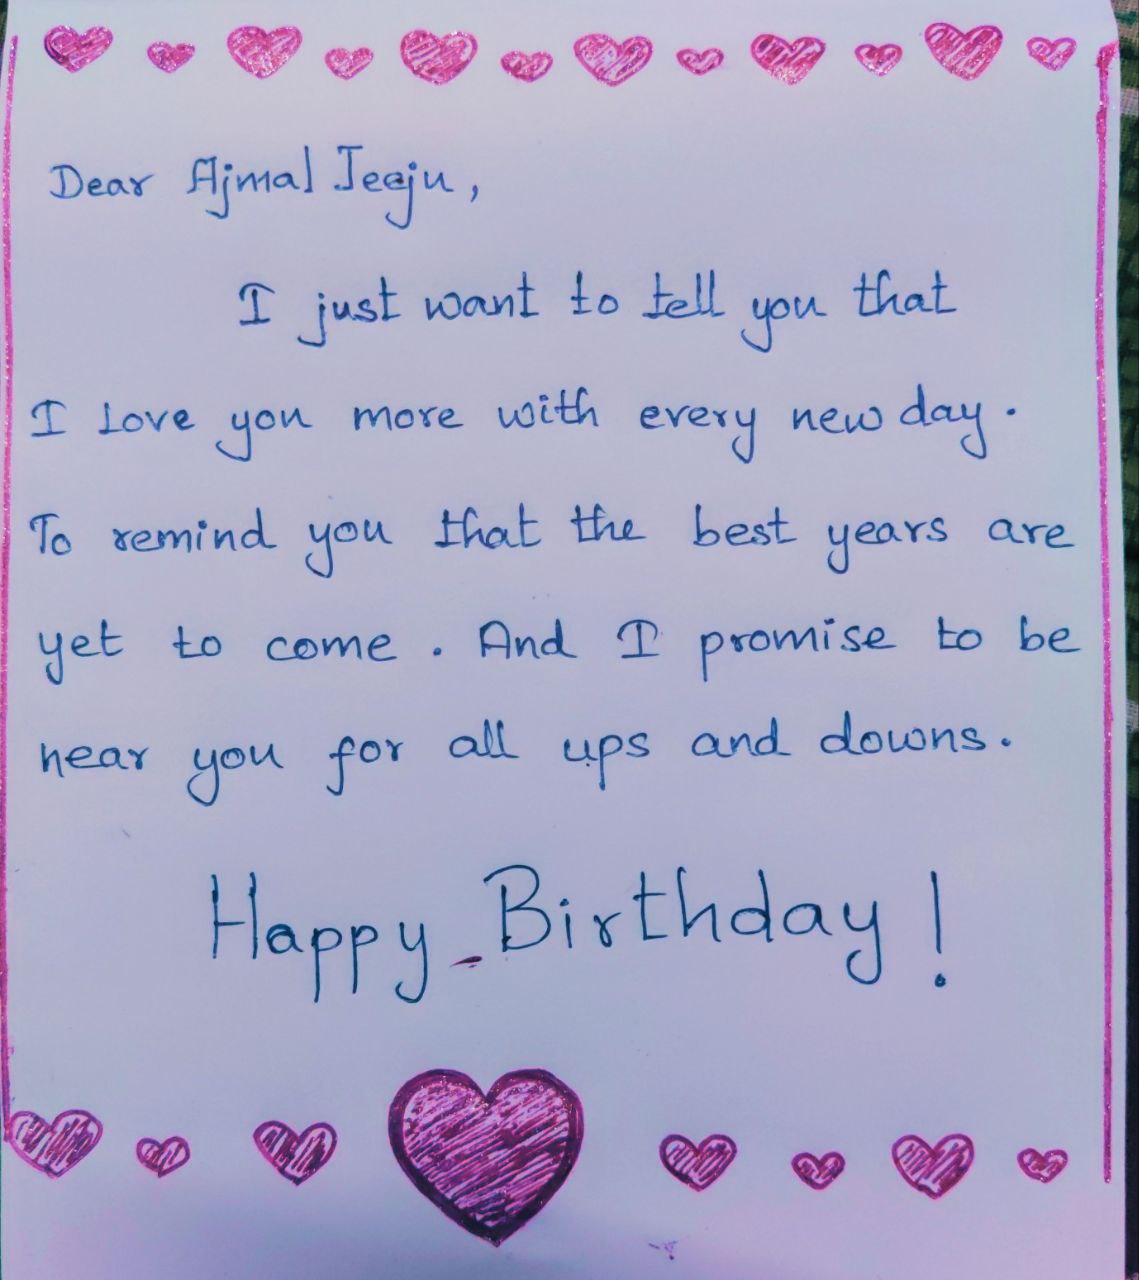 Dear Ajmal Jeeju,
I just want to tell you that
I Love you more with every new day.
To remind you that the best years are
yet to come. And I promise to be
near you for all ups and downs.
Happy Birthday!